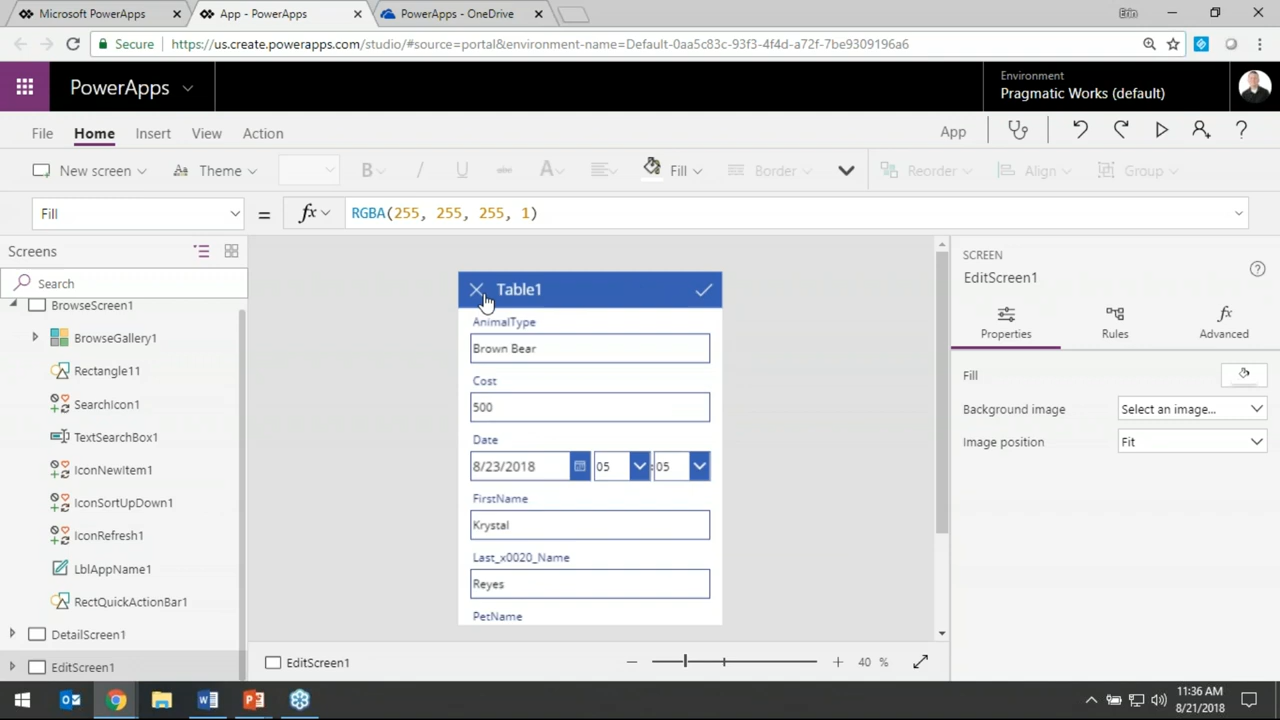 Microsoft PowerApps
App - PowerApps
PowerApps - OneDrive
Erin
Secure
https://us.create.powerapps.com/studio/#source=portal&environment-name=Default-0aa5c83c-93f3-4f4d-a72f-7be9309196a6
PowerApps
Environment
Pragmatic Works (default)
File
Home
Insert
View
Action
App
New screen
Theme
B
I
U
abc
A
Fill
Border
Reorder
Align
Group
Fill
=
fx
RGBA(255, 255, 255, 1)
Screens
Search
BrowseScreen1
BrowseGallery1
Rectangle11
SearchIcon1
TextSearchBox1
IconNewItem1
IconSortUpDown1
IconRefresh1
LblAppName1
RectQuickActionBar1
DetailScreen1
EditScreen1
Table1
AnimalType
Brown Bear
Cost
500
Date
8/23/2018 05 : 05
FirstName
Krystal
Last_x0020_Name
Reyes
PetName
EditScreen1
40 %
SCREEN
EditScreen1
Properties
Rules
fx
Advanced
Fill
Background image
Select an image...
Image position
Fit
11:36 AM
8/21/2018